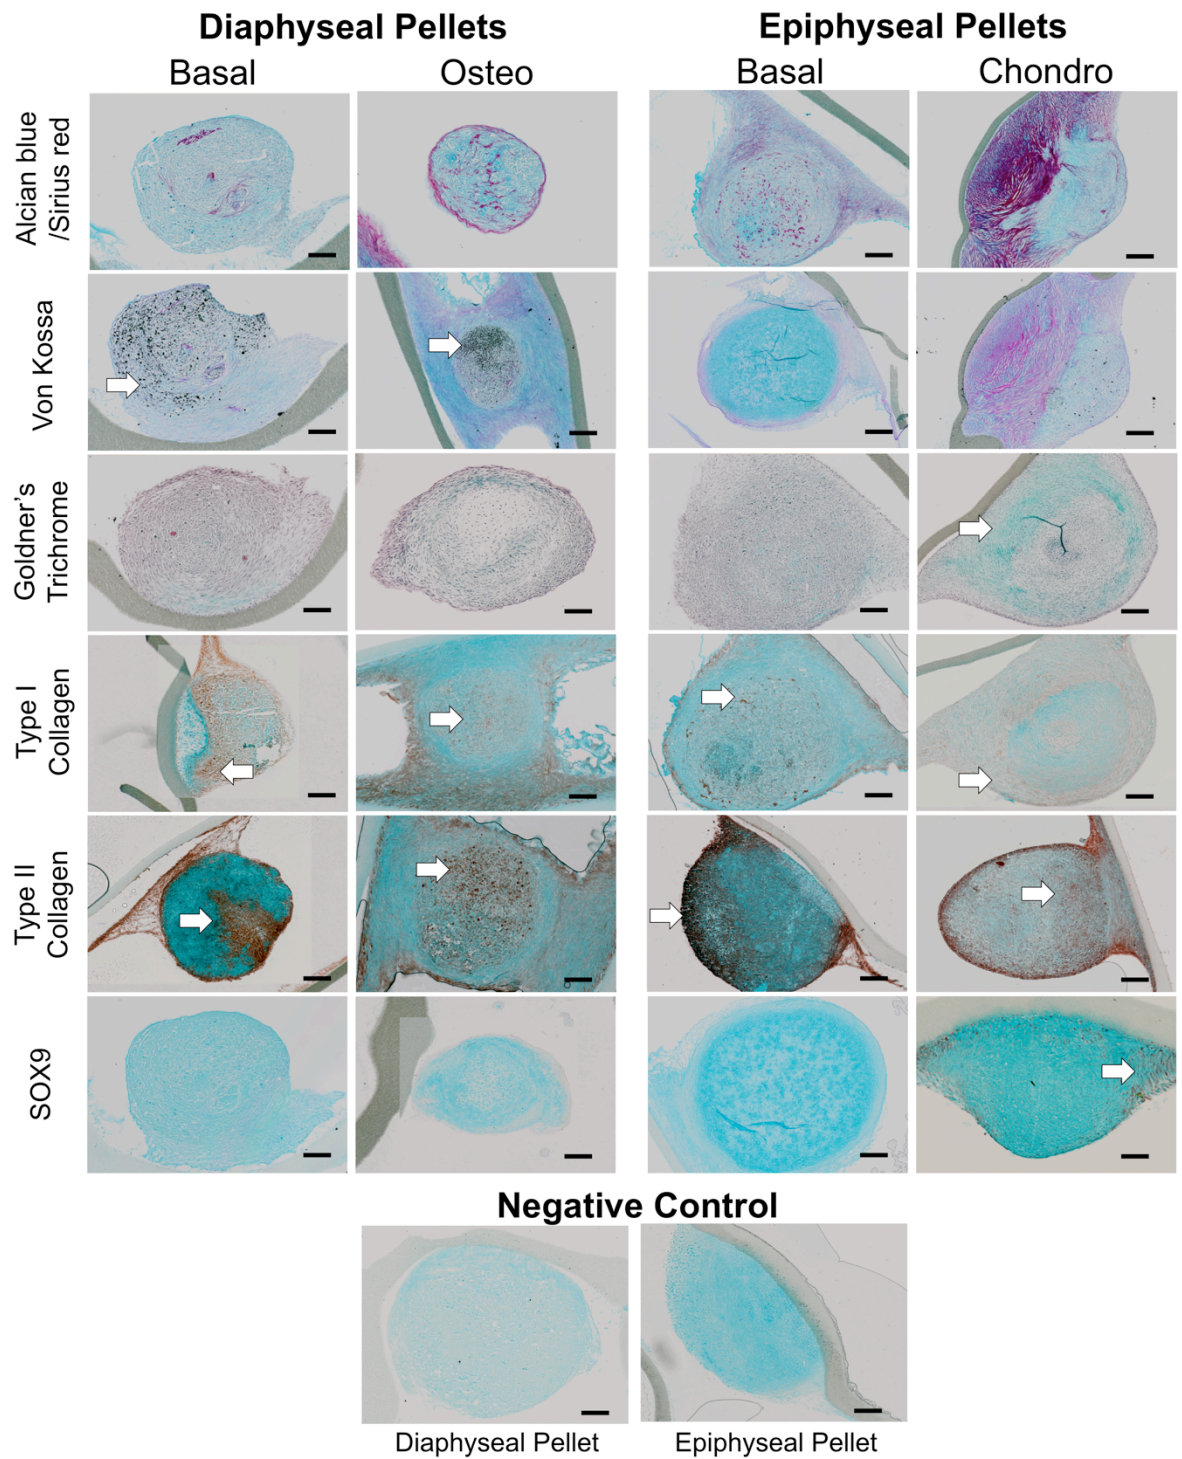 Diaphyseal Pellets
Epiphyseal Pellets
Basal
Osteo
Basal
Chondro
Alcian blue
/Sirius red
Von Kossa
Goldner's
Trichrome
Type I
Collagen
Type II
Collagen
SOX9
Negative Control
Diaphyseal Pellet
Epiphyseal Pellet